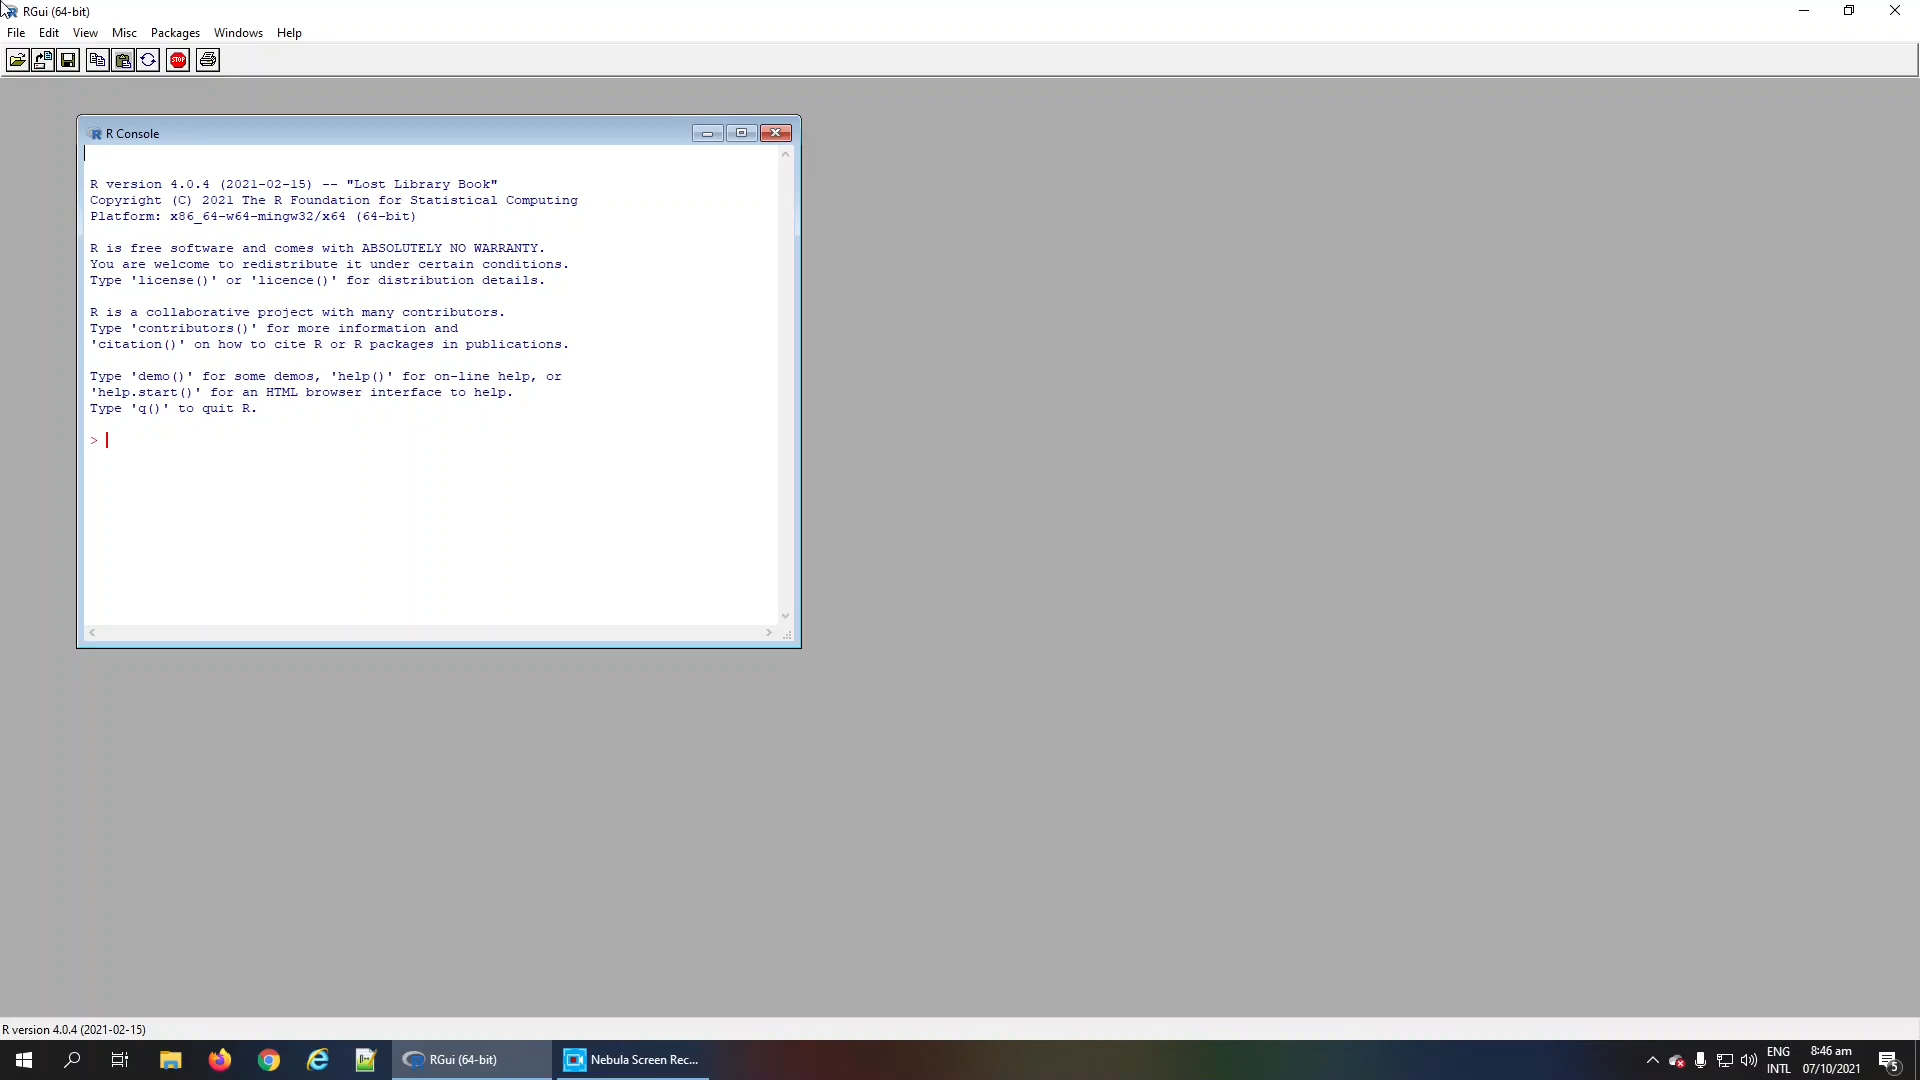 RGui (64-bit)
File Edit View Misc Packages Windows Help
STOP
R Console
R version 4.0.4 (2021-02-15) -- "Lost Library Book"
Copyright (C) 2021 The R Foundation for Statistical Computing
Platform: x86_64-w64-mingw32/x64 (64-bit)
R is free software and comes with ABSOLUTELY NO WARRANTY.
You are welcome to redistribute it under certain conditions.
Type 'license()' or 'licence()' for distribution details.
R is a collaborative project with many contributors.
Type 'contributors()' for more information and
'citation()' on how to cite R or R packages in publications.
Type 'demo()' for some demos, 'help()' for on-line help, or
'help.start()' for an HTML browser interface to help.
Type 'q()' to quit R.
>
R version 4.0.4 (2021-02-15)
RGui (64-bit)
Nebula Screen Rec...
ENG 8:46 am
INTL 07/10/2021
5